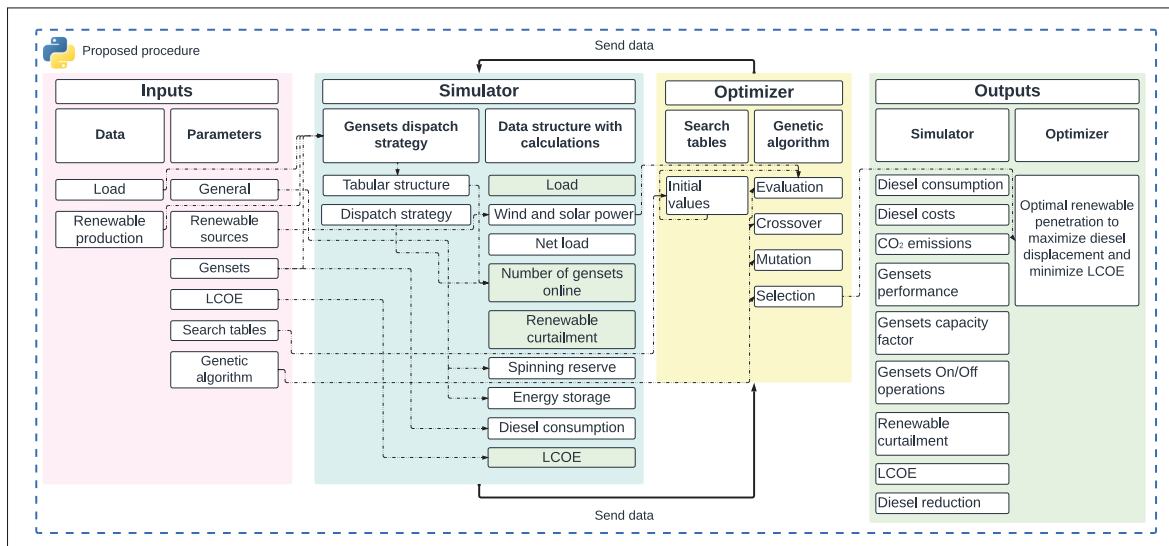 Proposed procedure
Send data
Inputs
Data
Parameters
Load
Renewable
production
General
Renewable
sources
Gensets
LCOE
Search tables
Genetic
algorithm
Simulator
Gensets dispatch
strategy
Data structure with
calculations
Tabular structure
Dispatch strategy
Load
Wind and solar power
Net load
Number of gensets
online
Renewable
curtailment
Spinning reserve
Energy storage
Diesel consumption
LCOE
Optimizer
Search
tables
Genetic
algorithm
Initial
values
Evaluation
Crossover
Mutation
Selection
Outputs
Simulator
Optimizer
Diesel consumption
Diesel costs
CO₂ emissions
Gensets
performance
Gensets capacity
factor
Gensets On/Off
operations
Renewable
curtailment
LCOE
Diesel reduction
Optimal renewable
penetration to
maximize diesel
displacement and
minimize LCOE
Send data